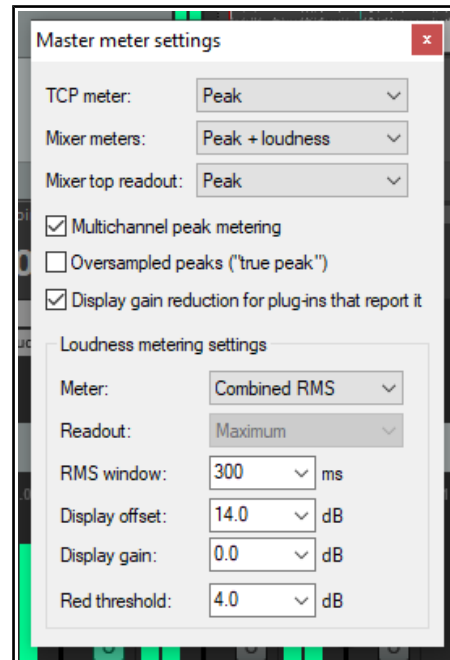 Master meter settings x
TCP meter: Peak
Mixer meters: Peak + loudness
Mixer top readout: Peak
Multichannel peak metering
Oversampled peaks ("true peak")
Display gain reduction for plug-ins that report it
Loudness metering settings
Meter: Combined RMS
Readout: Maximum
RMS window: 300 ms
Display offset: 14.0 dB
Display gain: 0.0 dB
Red threshold: 4.0 dB